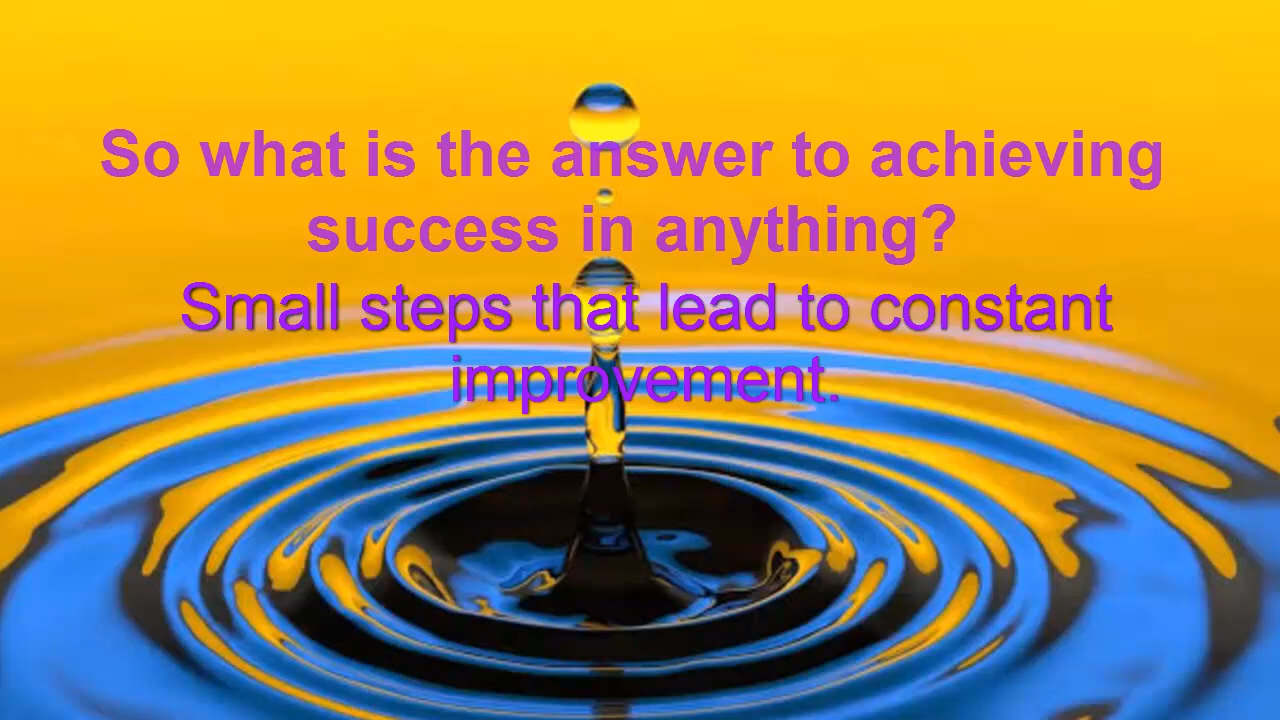 So what is the answer to achieving
success in anything?
Small steps that lead to constant
improvement.